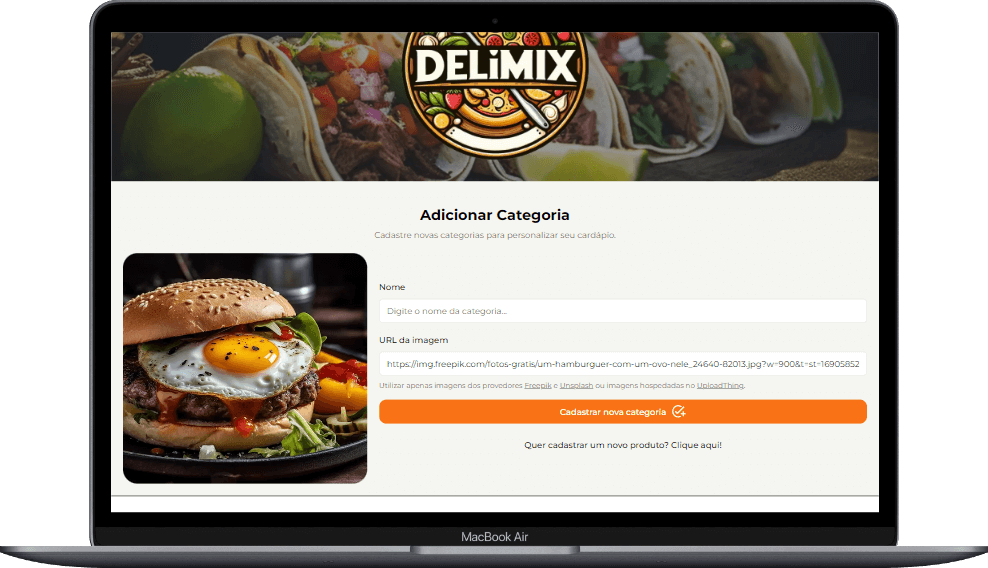 DELiMIX
Adicionar Categoria
Cadastre novas categorias para personalizar seu cardápio.
Nome
Digite o nome da categoria...
URL da imagem
https://img.freepik.com/fotos-gratis/um-hamburguer-com-um-ovo-nele_24640-82013.jpg?w=900&t=st=16905852
Utilizar apenas imagens dos provedores Freepik e Unsplash ou imagens hospedadas no UploadThing.
Cadastrar nova categoria
Quer cadastrar um novo produto? Clique aqui!
MacBook Air